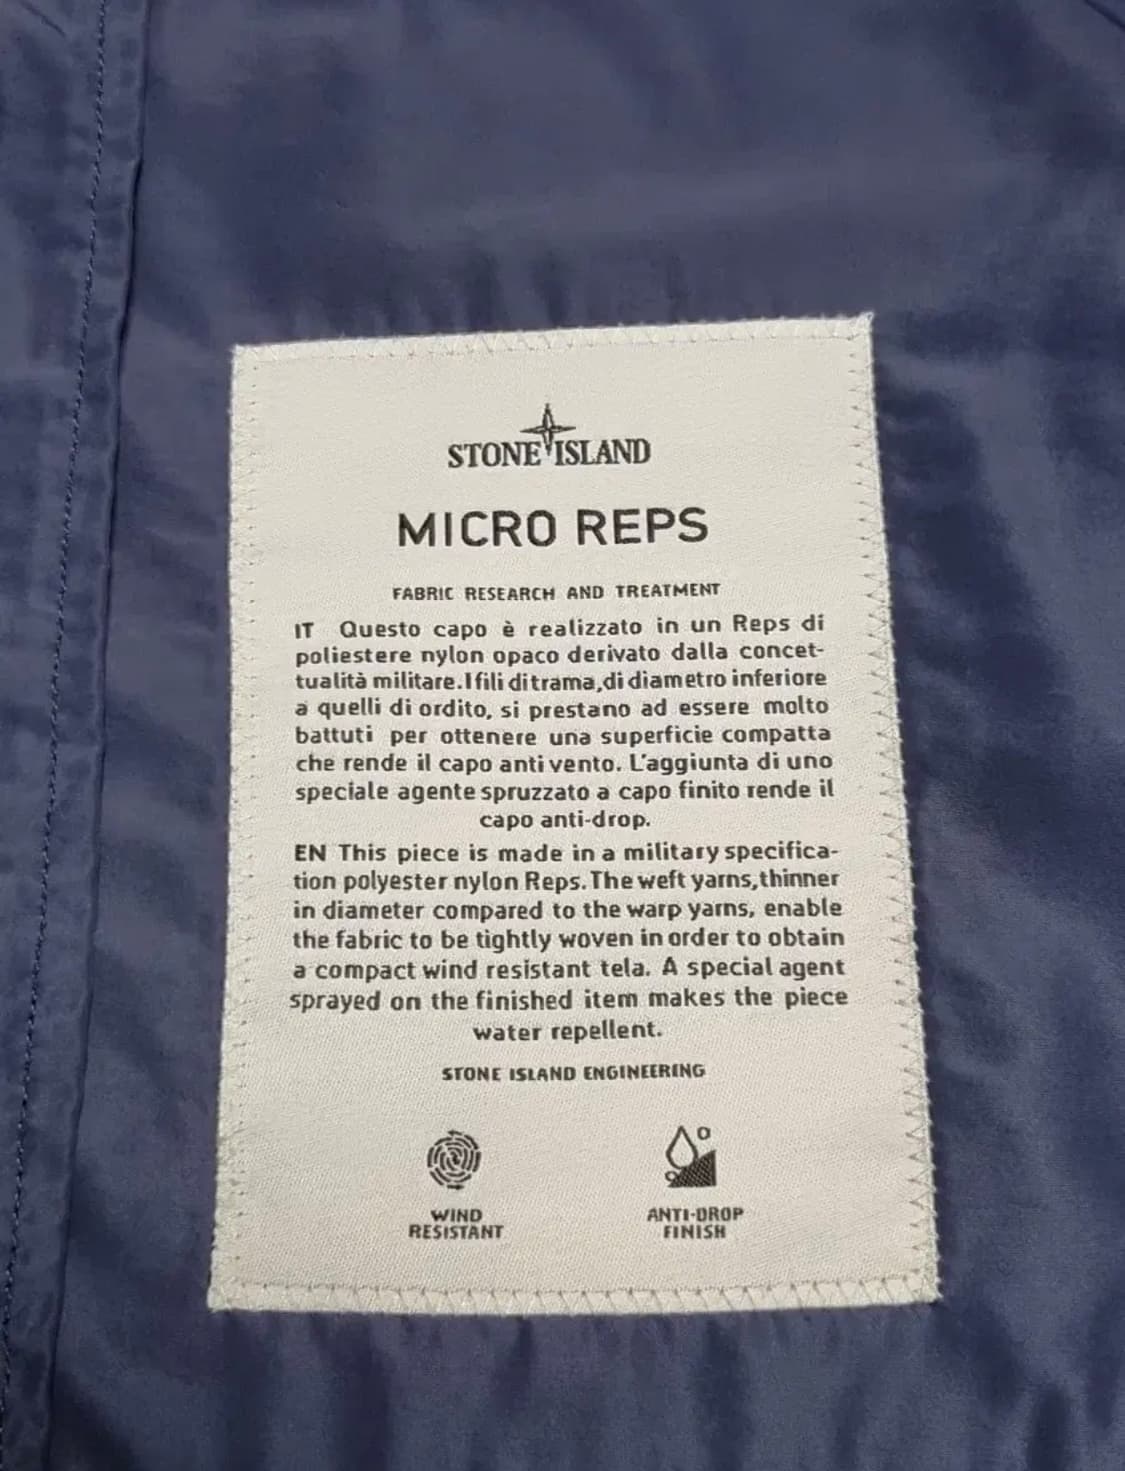 STONE ISLAND
MICRO REPS
FABRIC RESEARCH AND TREATMENT
IT Questo capo è realizzato in un Reps di
poliestere nylon opaco derivato dalla concet-
tualità militare. I fili di trama, di diametro inferiore
a quelli di ordito, si prestano ad essere molto
battuti per ottenere una superficie compatta
che rende il capo anti vento. L'aggiunta di uno
speciale agente spruzzato a capo finito rende il
capo anti-drop.
EN This piece is made in a military specifica-
tion polyester nylon Reps. The weft yarns, thinner
in diameter compared to the warp yarns, enable
the fabric to be tightly woven in order to obtain
a compact wind resistant tela. A special agent
sprayed on the finished item makes the piece
water repellent.
STONE ISLAND ENGINEERING
WIND
RESISTANT
ANTI-DROP
FINISH